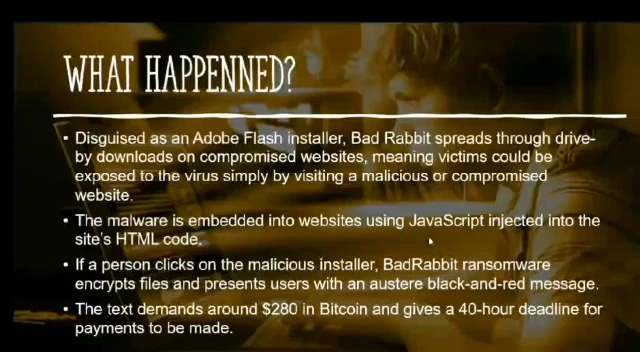 WHAT HAPPENNED?
• Disguised as an Adobe Flash installer, Bad Rabbit spreads through drive-
by downloads on compromised websites, meaning victims could be
exposed to the virus simply by visiting a malicious or compromised
website.
• The malware is embedded into websites using JavaScript injected into the
site's HTML code.
• If a person clicks on the malicious installer, BadRabbit ransomware
encrypts files and presents users with an austere black-and-red message.
• The text demands around $280 in Bitcoin and gives a 40-hour deadline for
payments to be made.